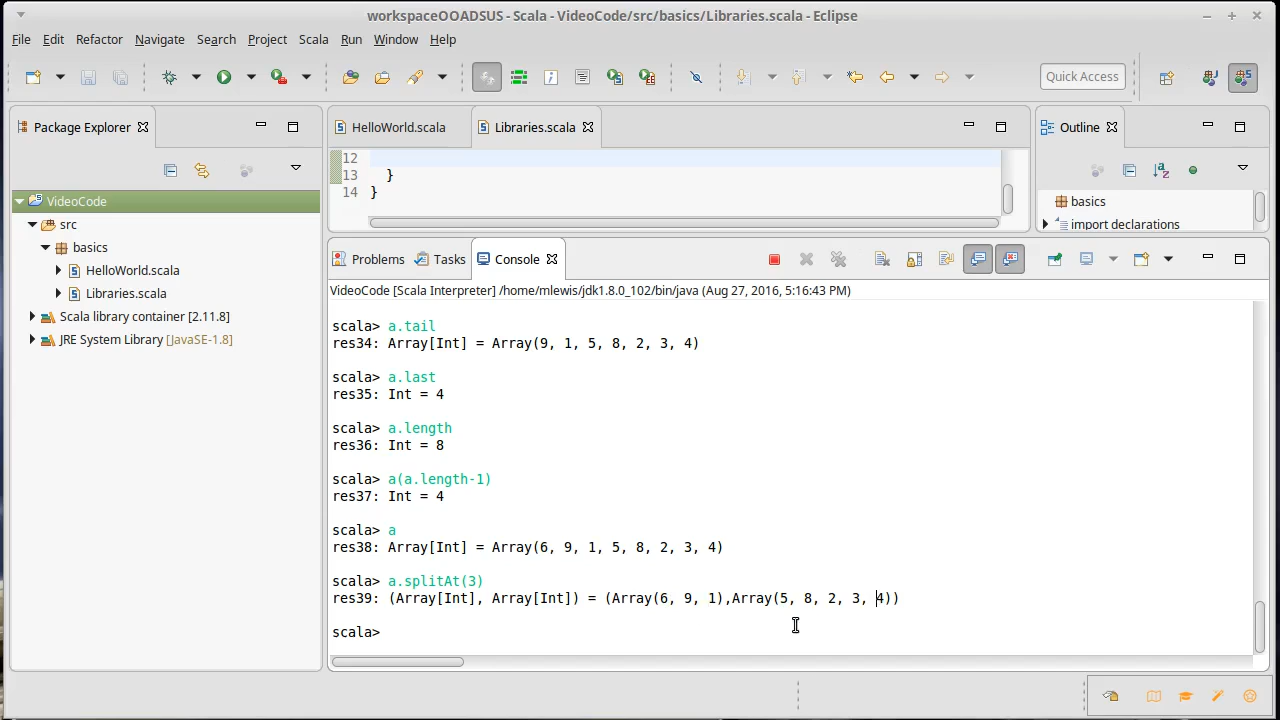 workspaceOOADSUS - Scala - VideoCode/src/basics/Libraries.scala - Eclipse
File Edit Refactor Navigate Search Project Scala Run Window Help
Quick Access
Package Explorer
HelloWorld.scala
Libraries.scala
Outline
VideoCode
src
basics
HelloWorld.scala
Libraries.scala
Scala library container [2.11.8]
JRE System Library [JavaSE-1.8]
12
13 }
14 }
basics
import declarations
Problems Tasks Console
VideoCode [Scala Interpreter] /home/mlewis/jdk1.8.0_102/bin/java (Aug 27, 2016, 5:16:43 PM)
scala> a.tail
res34: Array[Int] = Array(9, 1, 5, 8, 2, 3, 4)
scala> a.last
res35: Int = 4
scala> a.length
res36: Int = 8
scala> a(a.length-1)
res37: Int = 4
scala> a
res38: Array[Int] = Array(6, 9, 1, 5, 8, 2, 3, 4)
scala> a.splitAt(3)
res39: (Array[Int], Array[Int]) = (Array(6, 9, 1),Array(5, 8, 2, 3, 4))
scala>